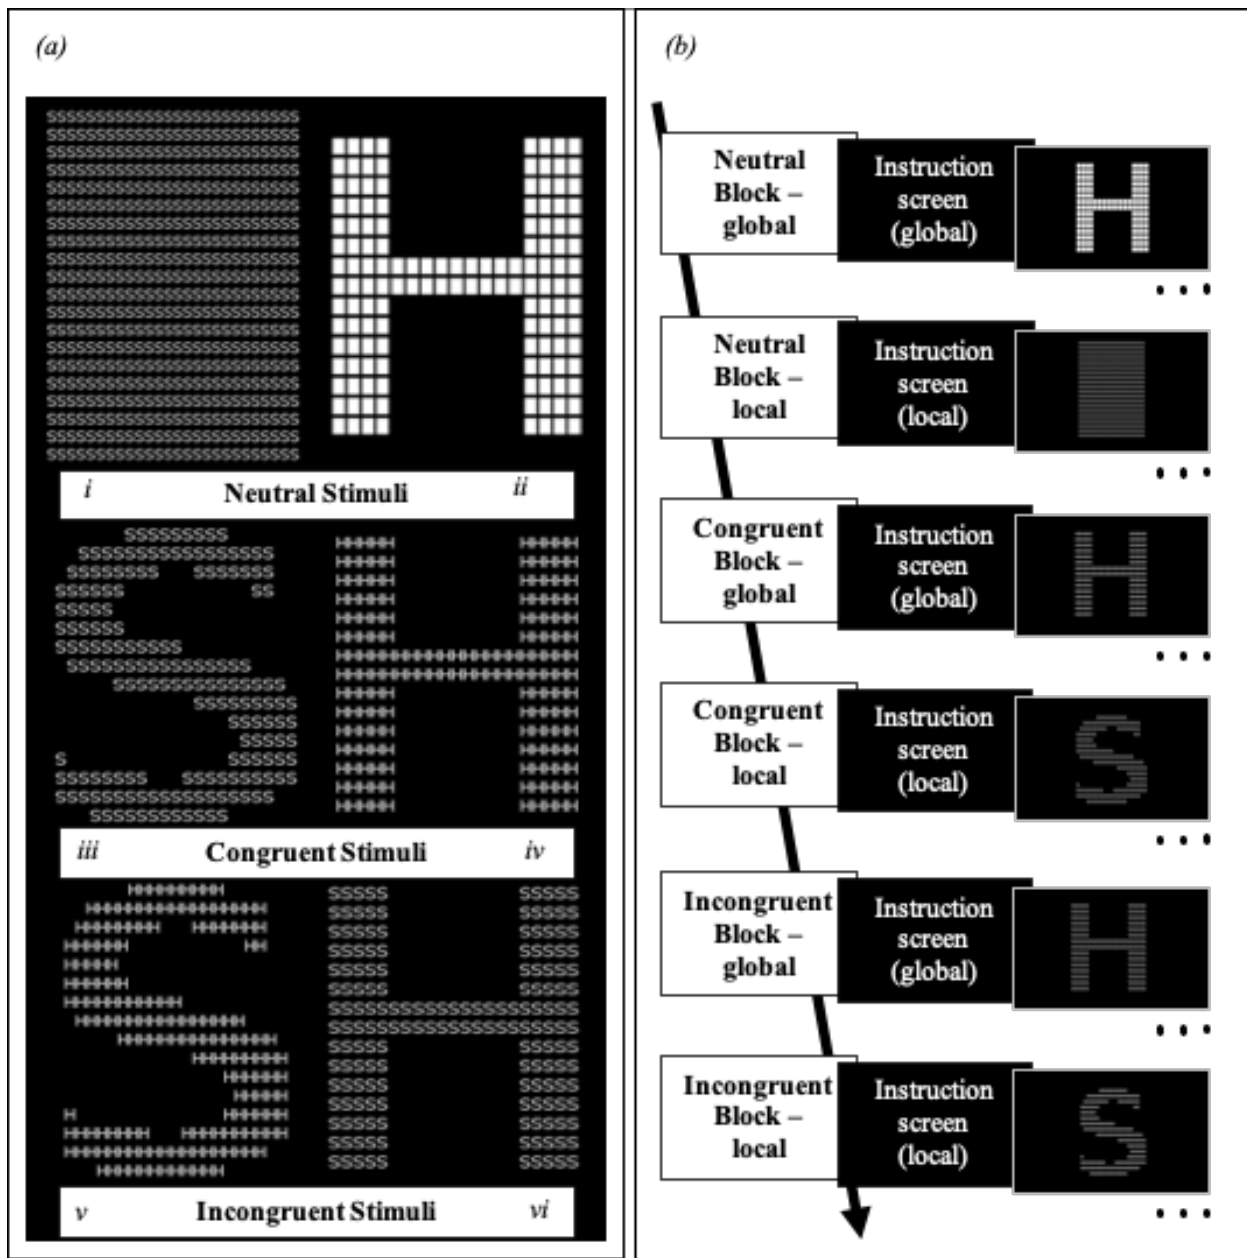 (a)
i Neutral Stimuli ii
iii Congruent Stimuli iv
v Incongruent Stimuli vi
(b)
Neutral
Block –
global
Instruction
screen
(global)
• • •
Neutral
Block –
local
Instruction
screen
(local)
• • •
Congruent
Block –
global
Instruction
screen
(global)
• • •
Congruent
Block –
local
Instruction
screen
(local)
• • •
Incongruent
Block –
global
Instruction
screen
(global)
• • •
Incongruent
Block –
local
Instruction
screen
(local)
• • •